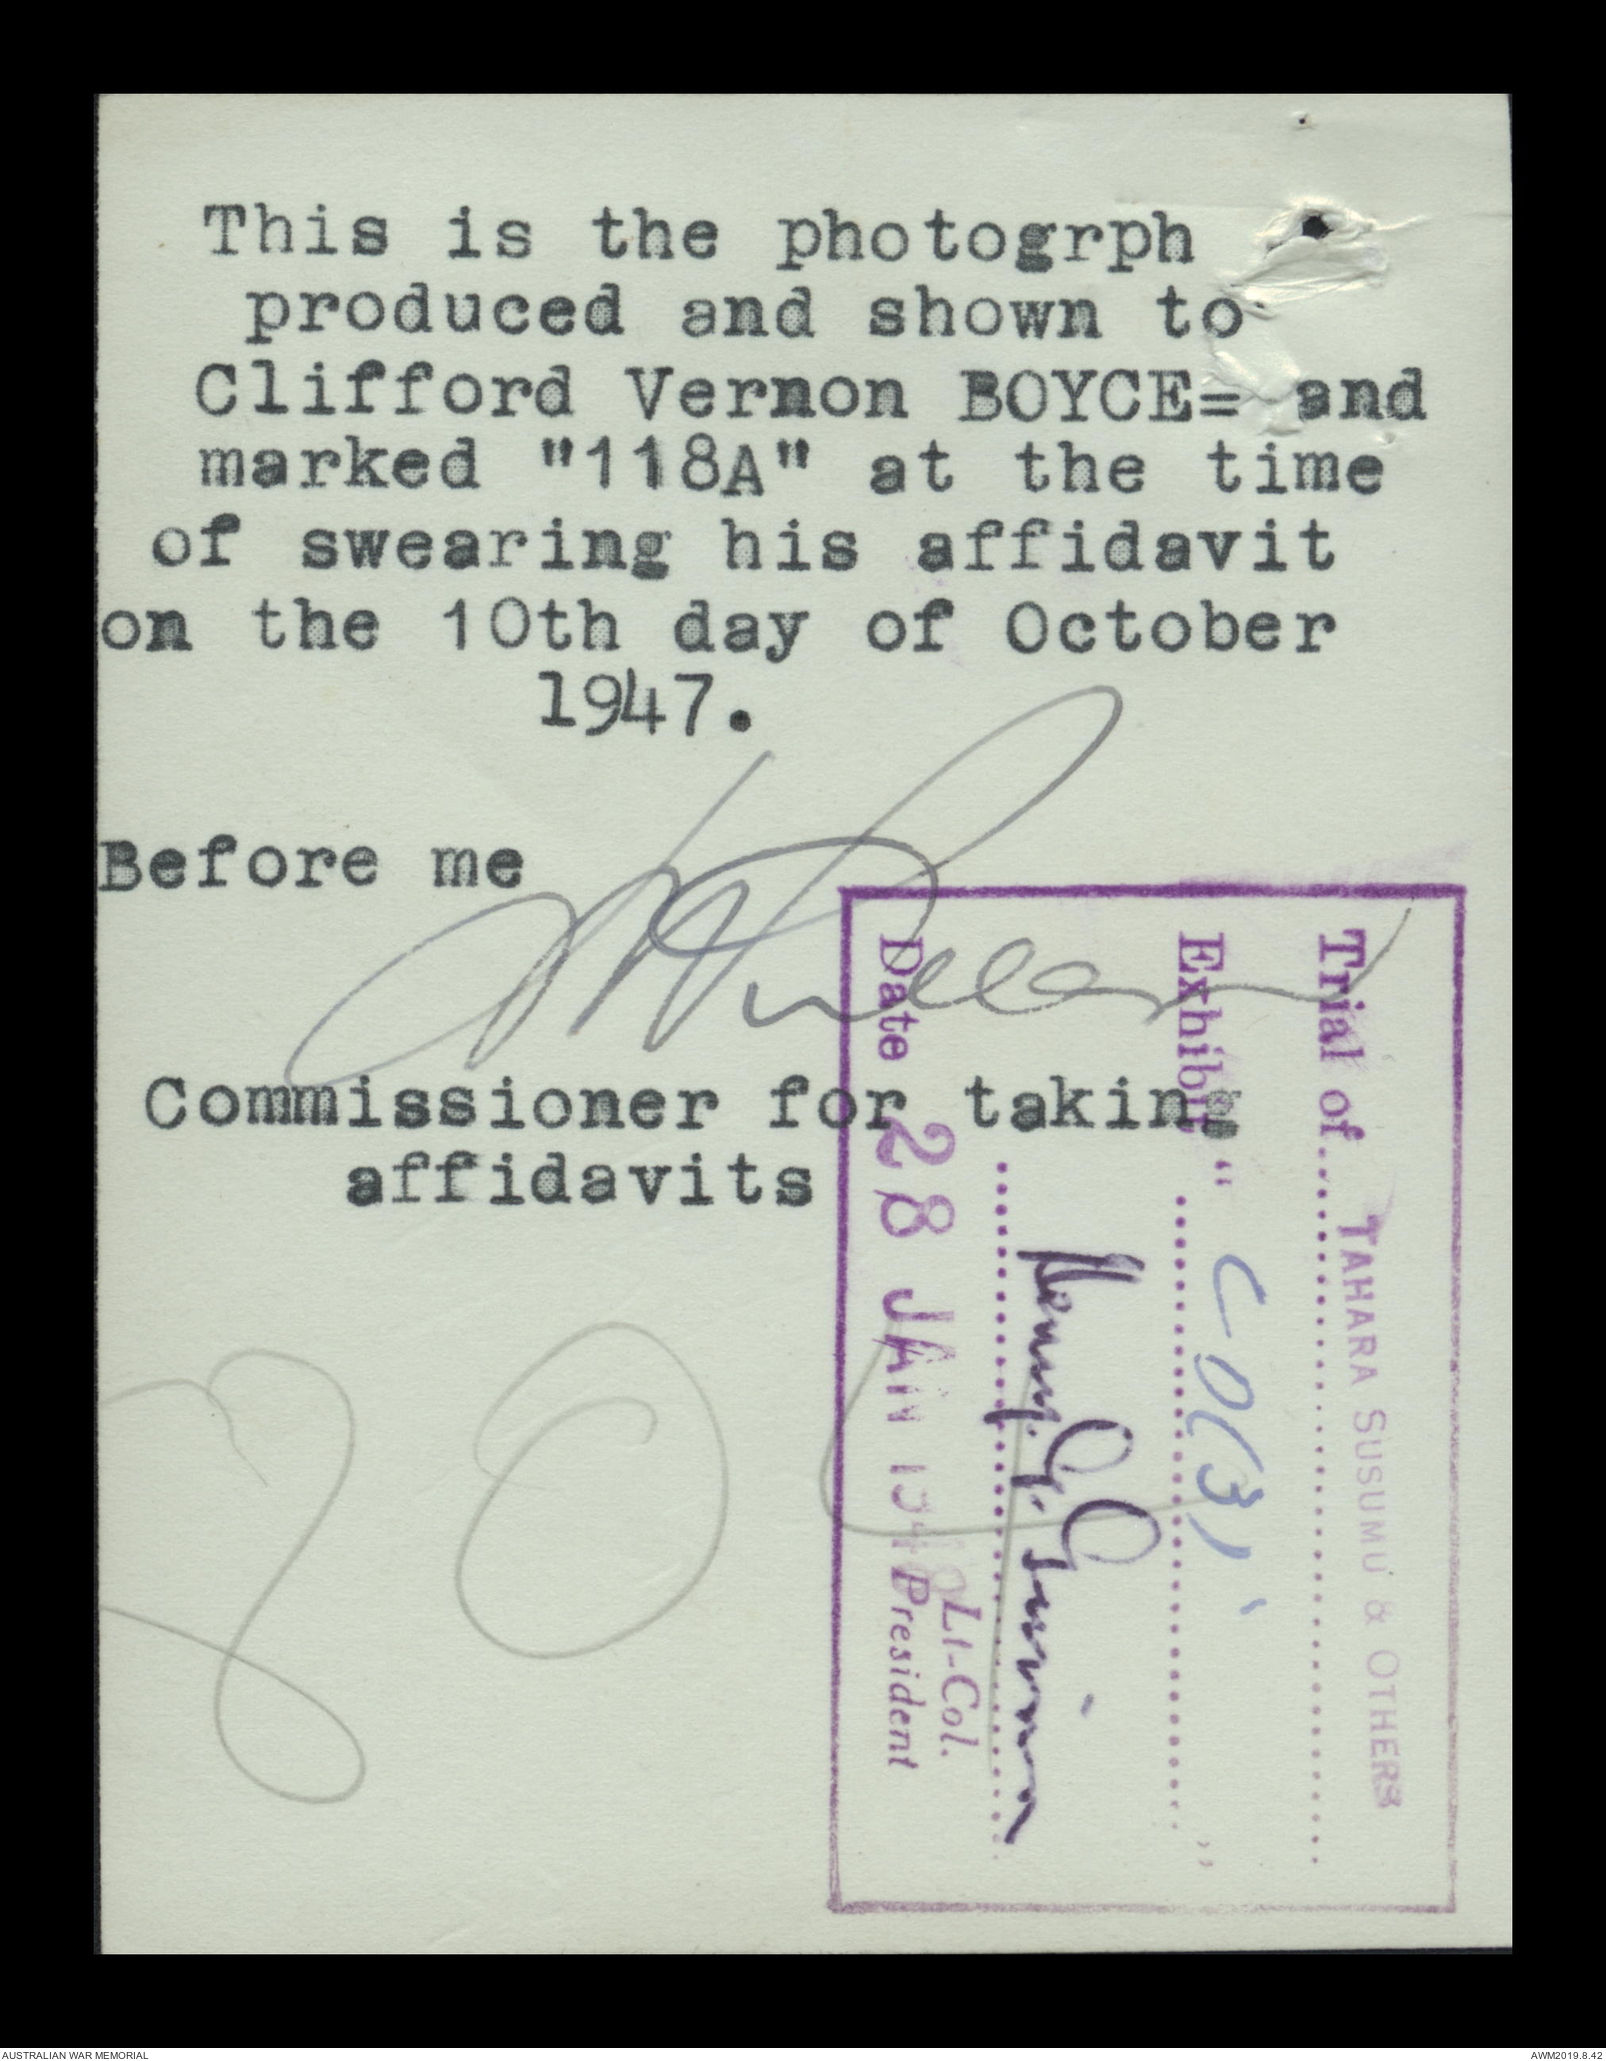 This is the photogrph
produced and shown to
Clifford Vernon BOYCE= and
marked "118A" at the time
of swearing his affidavit
on the 10th day of October
1947.
Before me
Commissioner for taking
affidavits
Trial of TAHARA SUSUMU & OTHERS
Exhibit " CD(3) "
Lt-Col.
President
Date 28 JAN 1948
AUSTRALIAN WAR MEMORIAL
AWM2019.8.42